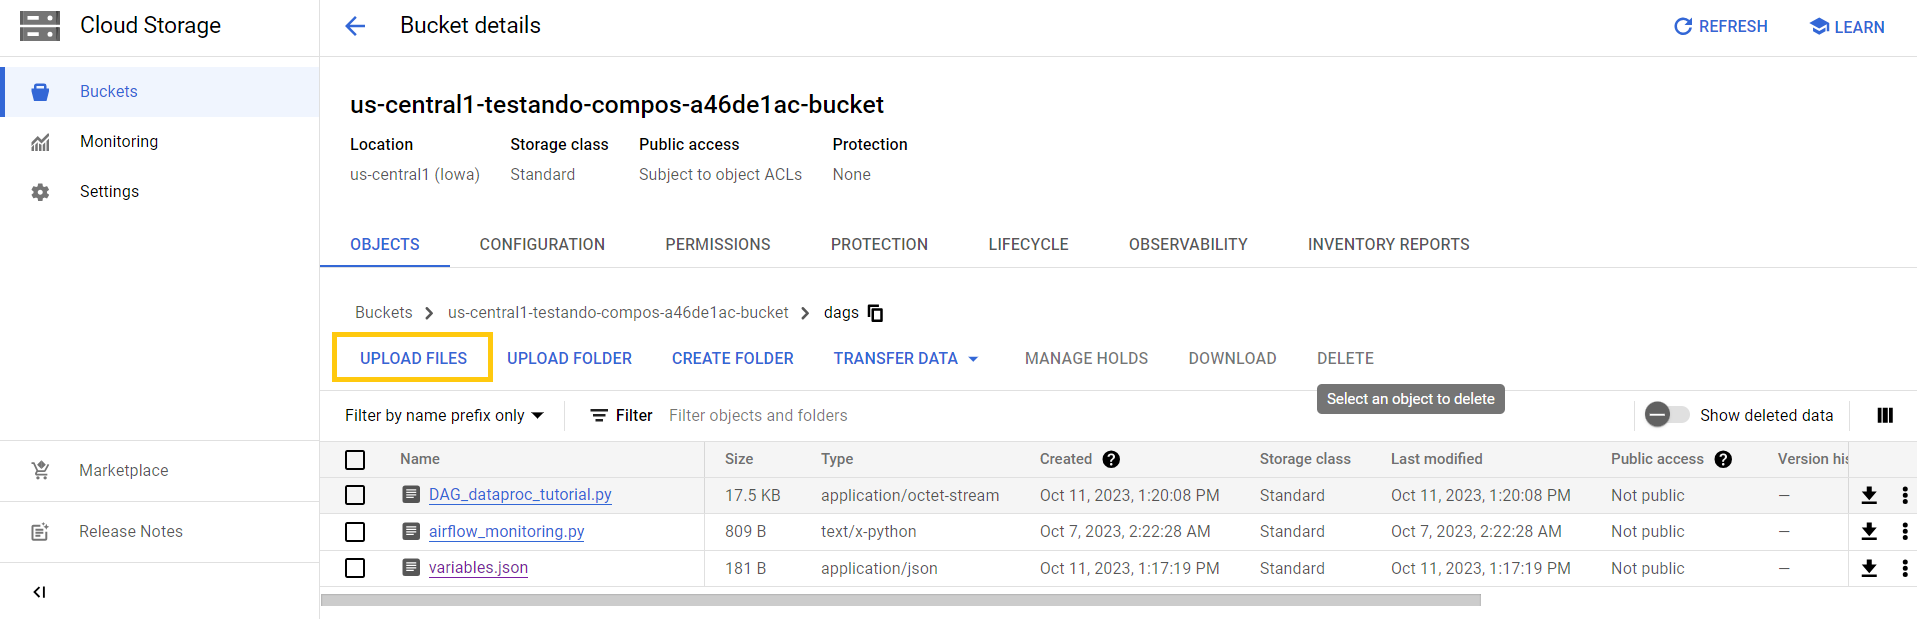 Cloud Storage
Bucket details
REFRESH
LEARN
Buckets
Monitoring
Settings
Marketplace
Release Notes
us-central1-testando-compos-a46de1ac-bucket
Location Storage class Public access Protection
us-central1 (Iowa) Standard Subject to object ACLs None
OBJECTS CONFIGURATION PERMISSIONS PROTECTION LIFECYCLE OBSERVABILITY INVENTORY REPORTS
Buckets us-central1-testando-compos-a46de1ac-bucket dags
UPLOAD FILES UPLOAD FOLDER CREATE FOLDER TRANSFER DATA MANAGE HOLDS DOWNLOAD DELETE
Select an object to delete
Filter by name prefix only Filter Filter objects and folders Show deleted data
Name Size Type Created Storage class Last modified Public access Version his
DAG_dataproc_tutorial.py 17.5 KB application/octet-stream Oct 11, 2023, 1:20:08 PM Standard Oct 11, 2023, 1:20:08 PM Not public —
airflow_monitoring.py 809 B text/x-python Oct 7, 2023, 2:22:28 AM Standard Oct 7, 2023, 2:22:28 AM Not public —
variables.json 181 B application/json Oct 11, 2023, 1:17:19 PM Standard Oct 11, 2023, 1:17:19 PM Not public —